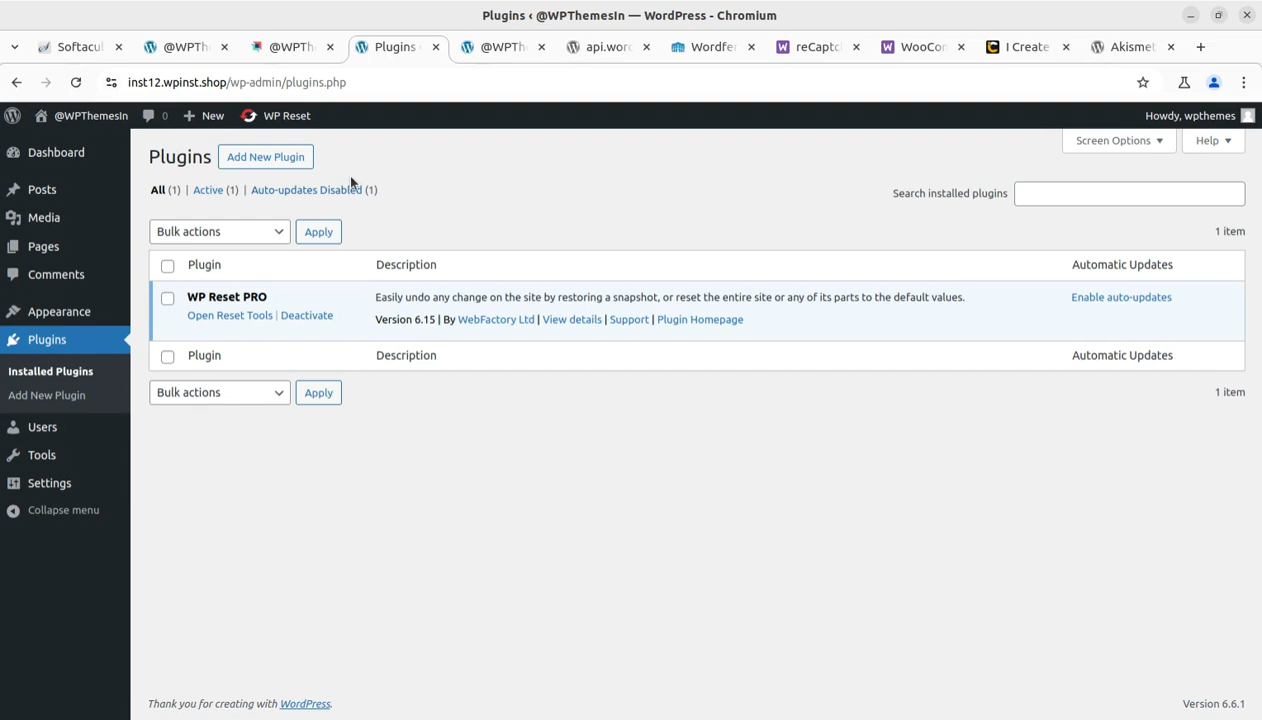 Plugins ‹ @WPThemesIn — WordPress - Chromium
Softacul @WPTh @WPTh Plugins ‹ @WPTh api.wor Wordfer reCaptc WooCon I Create Akismet
inst12.wpinst.shop/wp-admin/plugins.php
@WPThemesIn 0 New WP Reset Howdy, wpthemes
Screen Options Help
Dashboard
Posts
Media
Pages
Comments
Appearance
Plugins
Installed Plugins
Add New Plugin
Users
Tools
Settings
Collapse menu
Plugins Add New Plugin
All (1) | Active (1) | Auto-updates Disabled (1)
Search installed plugins
Bulk actions Apply 1 item
Plugin Description Automatic Updates
WP Reset PRO Easily undo any change on the site by restoring a snapshot, or reset the entire site or any of its parts to the default values. Enable auto-updates
Open Reset Tools | Deactivate Version 6.15 | By WebFactory Ltd | View details | Support | Plugin Homepage
Plugin Description Automatic Updates
Bulk actions Apply 1 item
Thank you for creating with WordPress. Version 6.6.1